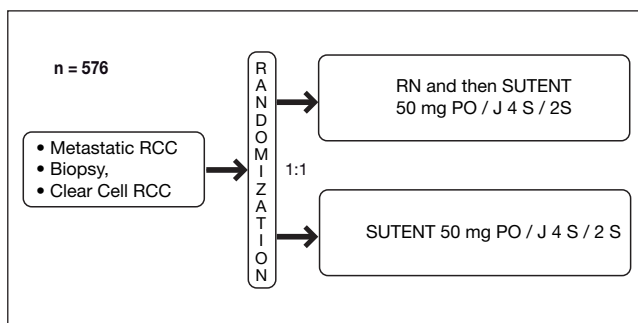 n = 576
• Metastatic RCC
• Biopsy,
• Clear Cell RCC
RANDOMIZATION
1:1
RN and then SUTENT
50 mg PO / J 4 S / 2S
SUTENT 50 mg PO / J 4 S / 2 S